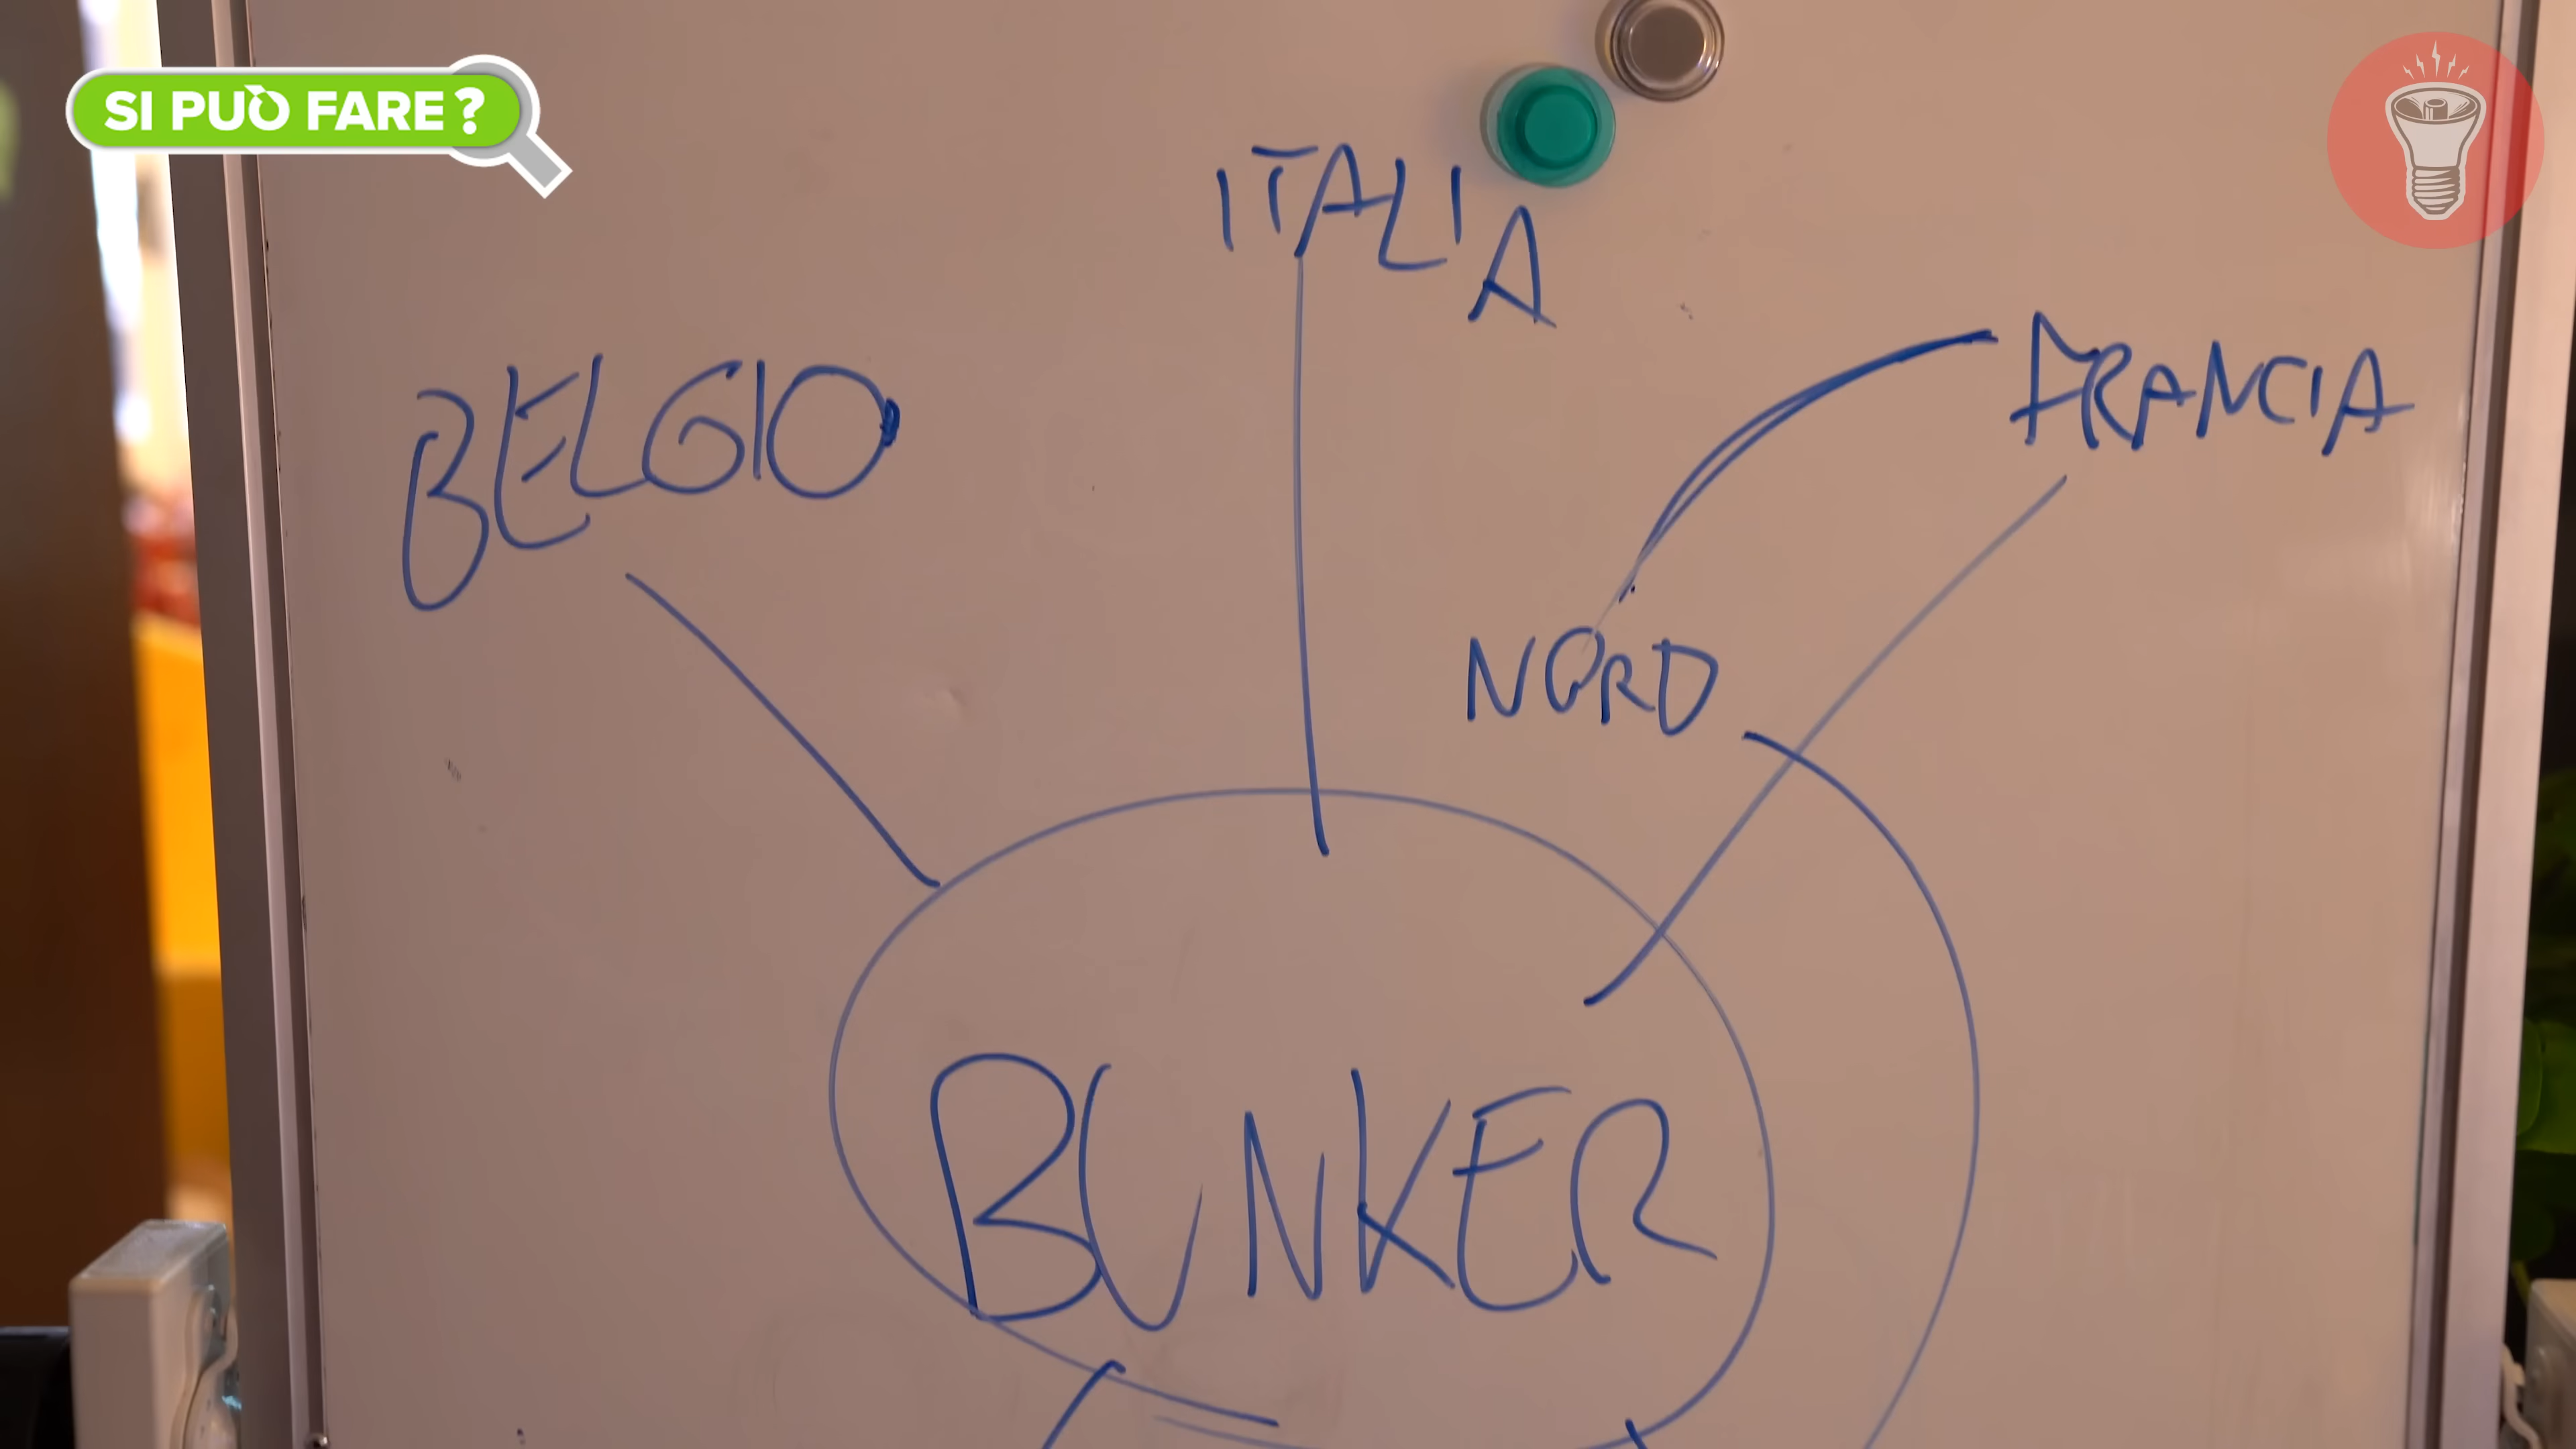 SI PUÒ FARE?
ITALIA
BELGIO
FRANCIA
NORD
BUNKER